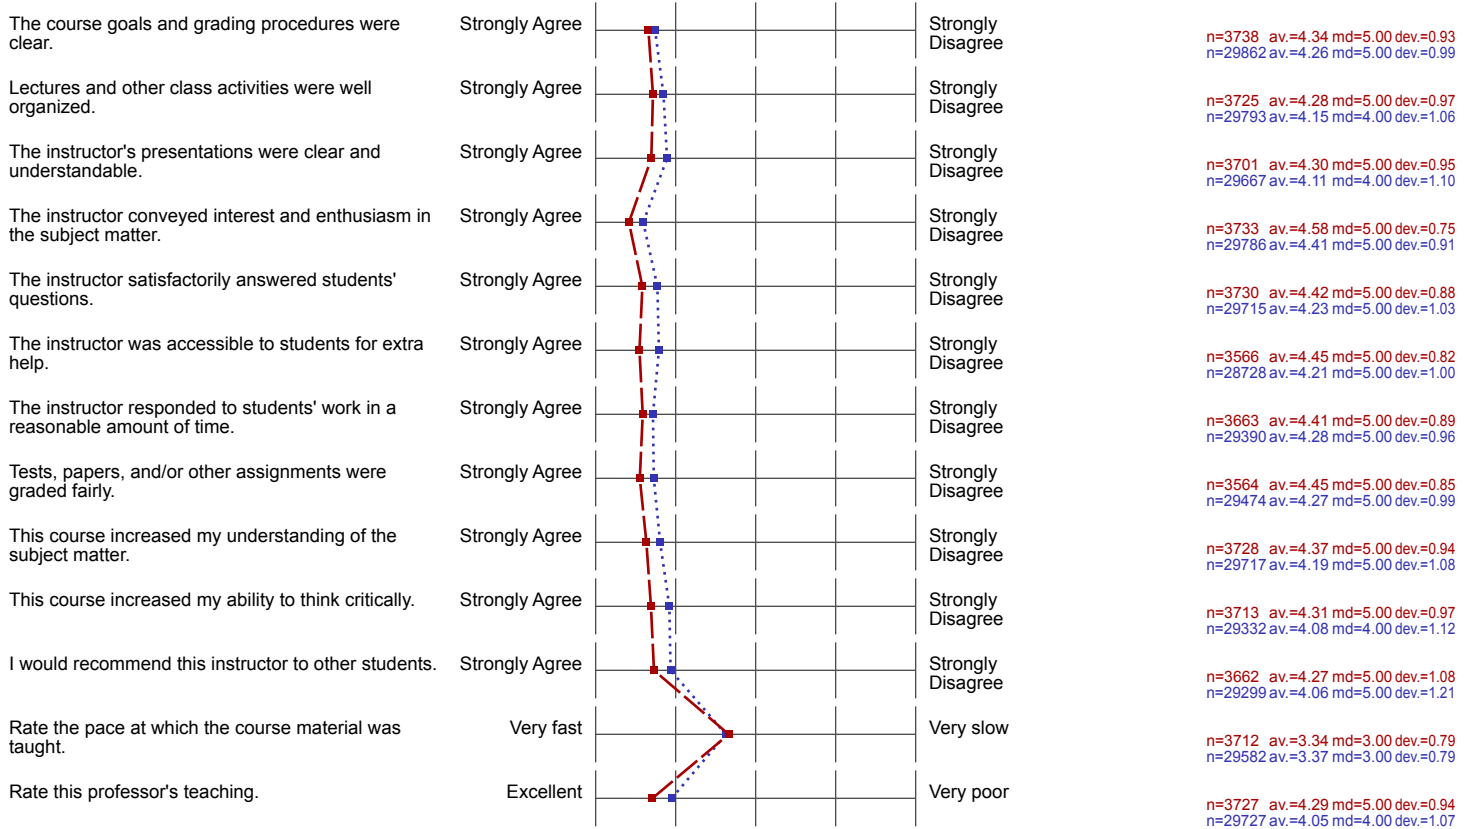 The course goals and grading procedures were
clear.
Strongly Agree
Strongly
Disagree
n=3738 av.=4.34 md=5.00 dev.=0.93
n=29862 av.=4.26 md=5.00 dev.=0.99
Lectures and other class activities were well
organized.
Strongly Agree
Strongly
Disagree
n=3725 av.=4.28 md=5.00 dev.=0.97
n=29793 av.=4.15 md=4.00 dev.=1.06
The instructor's presentations were clear and
understandable.
Strongly Agree
Strongly
Disagree
n=3701 av.=4.30 md=5.00 dev.=0.95
n=29667 av.=4.11 md=4.00 dev.=1.10
The instructor conveyed interest and enthusiasm in
the subject matter.
Strongly Agree
Strongly
Disagree
n=3733 av.=4.58 md=5.00 dev.=0.75
n=29786 av.=4.41 md=5.00 dev.=0.91
The instructor satisfactorily answered students'
questions.
Strongly Agree
Strongly
Disagree
n=3730 av.=4.42 md=5.00 dev.=0.88
n=29715 av.=4.23 md=5.00 dev.=1.03
The instructor was accessible to students for extra
help.
Strongly Agree
Strongly
Disagree
n=3566 av.=4.45 md=5.00 dev.=0.82
n=28728 av.=4.21 md=5.00 dev.=1.00
The instructor responded to students' work in a
reasonable amount of time.
Strongly Agree
Strongly
Disagree
n=3663 av.=4.41 md=5.00 dev.=0.89
n=29390 av.=4.28 md=5.00 dev.=0.96
Tests, papers, and/or other assignments were
graded fairly.
Strongly Agree
Strongly
Disagree
n=3564 av.=4.45 md=5.00 dev.=0.85
n=29474 av.=4.27 md=5.00 dev.=0.99
This course increased my understanding of the
subject matter.
Strongly Agree
Strongly
Disagree
n=3728 av.=4.37 md=5.00 dev.=0.94
n=29717 av.=4.19 md=5.00 dev.=1.08
This course increased my ability to think critically.
Strongly Agree
Strongly
Disagree
n=3713 av.=4.31 md=5.00 dev.=0.97
n=29332 av.=4.08 md=4.00 dev.=1.12
I would recommend this instructor to other students.
Strongly Agree
Strongly
Disagree
n=3662 av.=4.27 md=5.00 dev.=1.08
n=29299 av.=4.06 md=5.00 dev.=1.21
Rate the pace at which the course material was
taught.
Very fast
Very slow
n=3712 av.=3.34 md=3.00 dev.=0.79
n=29582 av.=3.37 md=3.00 dev.=0.79
Rate this professor's teaching.
Excellent
Very poor
n=3727 av.=4.29 md=5.00 dev.=0.94
n=29727 av.=4.05 md=4.00 dev.=1.07